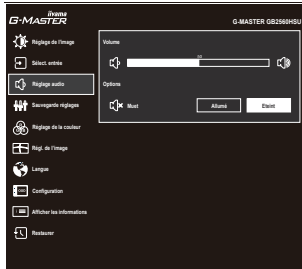 iiyama
G-MASTER
G-MASTER GB2560HSU
Réglage de l'image
Sélect. entrée
Réglage audio
Sauvegarde réglages
Réglage de la couleur
Régl. de l'image
Langue
Configuration
Afficher les informations
Restaurer
Volume
50
Options
Muet
Allumé
Eteint